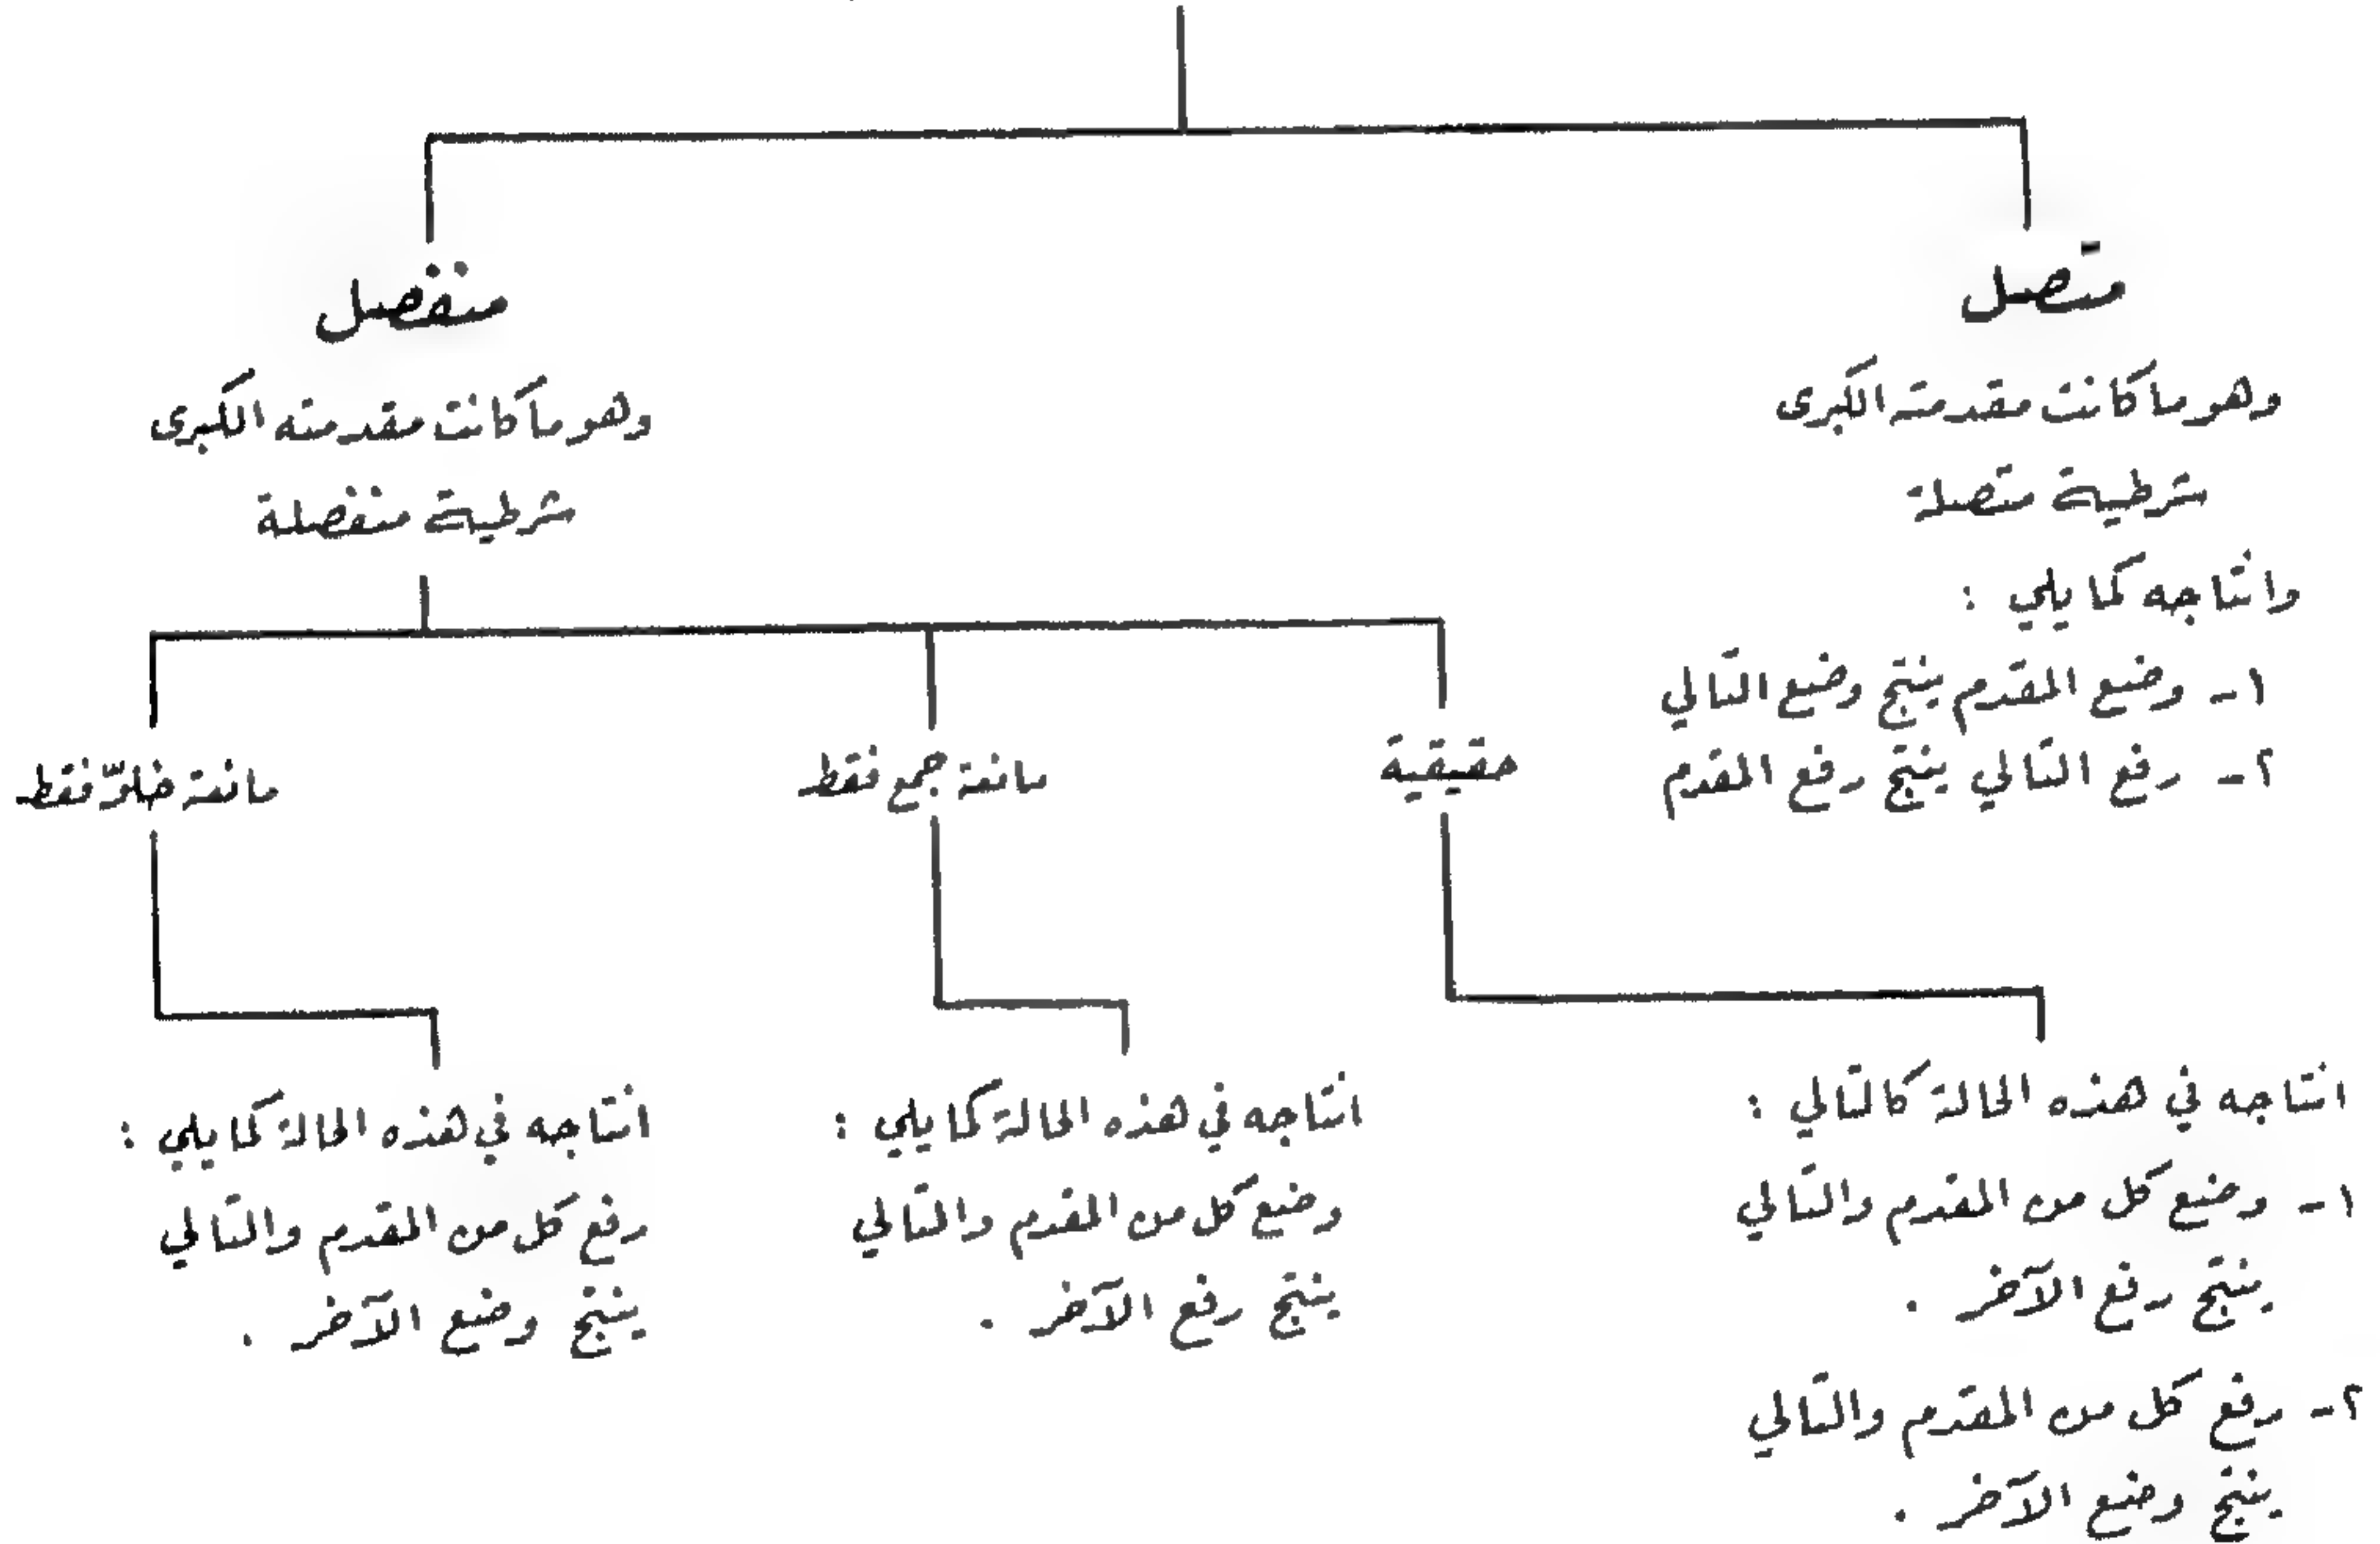 متصل
وهو ما كانت مقدمته الكبرى
شرطية متصلة
وانتاجه كما يلي :
١- وضع المقدم ينتج وضع التالي
٢- رفع التالي ينتج رفع المقدم
منفصل
وهو ما كانت مقدمته الكبرى
شرطية منفصلة
حقيقية
مانعة جمع فقط
مانعة خلوّ فقط
انتاجه في هذه الحالة كالتالي :
١- وضع كل من المقدم والتالي
ينتج رفع الآخر .
٢- رفع كل من المقدم والتالي
ينتج وضع الآخر .
انتاجه في هذه الحالة كما يلي :
وضع كل من المقدم والتالي
ينتج رفع الآخر .
انتاجه في هذه الحالة كما يلي :
رفع كل من المقدم والتالي
ينتج وضع الآخر .